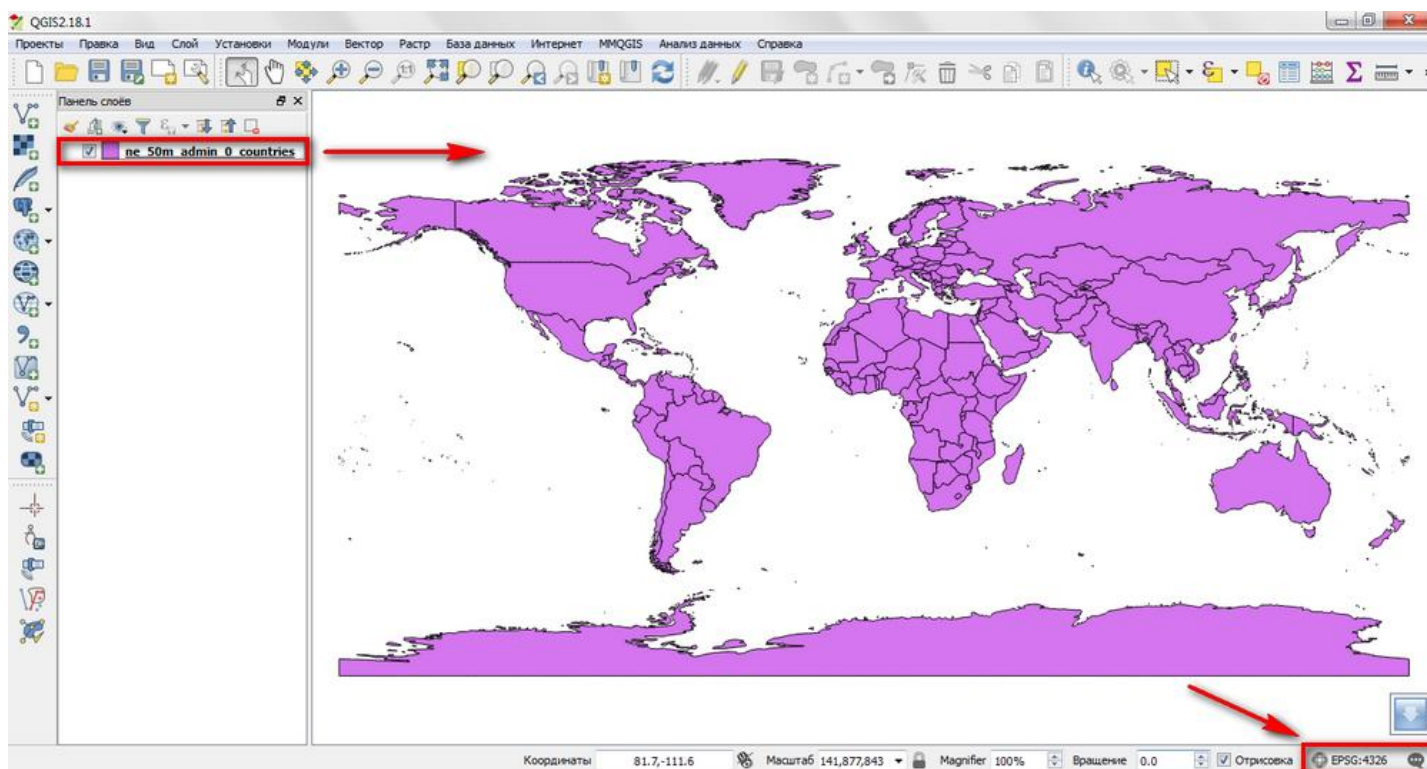 QGIS2.18.1
Проекты Правка Вид Слой Установки Модули Вектор Растр База данных Интернет MMQGIS Анализ данных Справка
Панель слоёв
ne_50m_admin_0_countries
Координаты 81.7,-111.6 Масштаб 141,877,843 Magnifier 100% Вращение 0.0 Отрисовка EPSG:4326